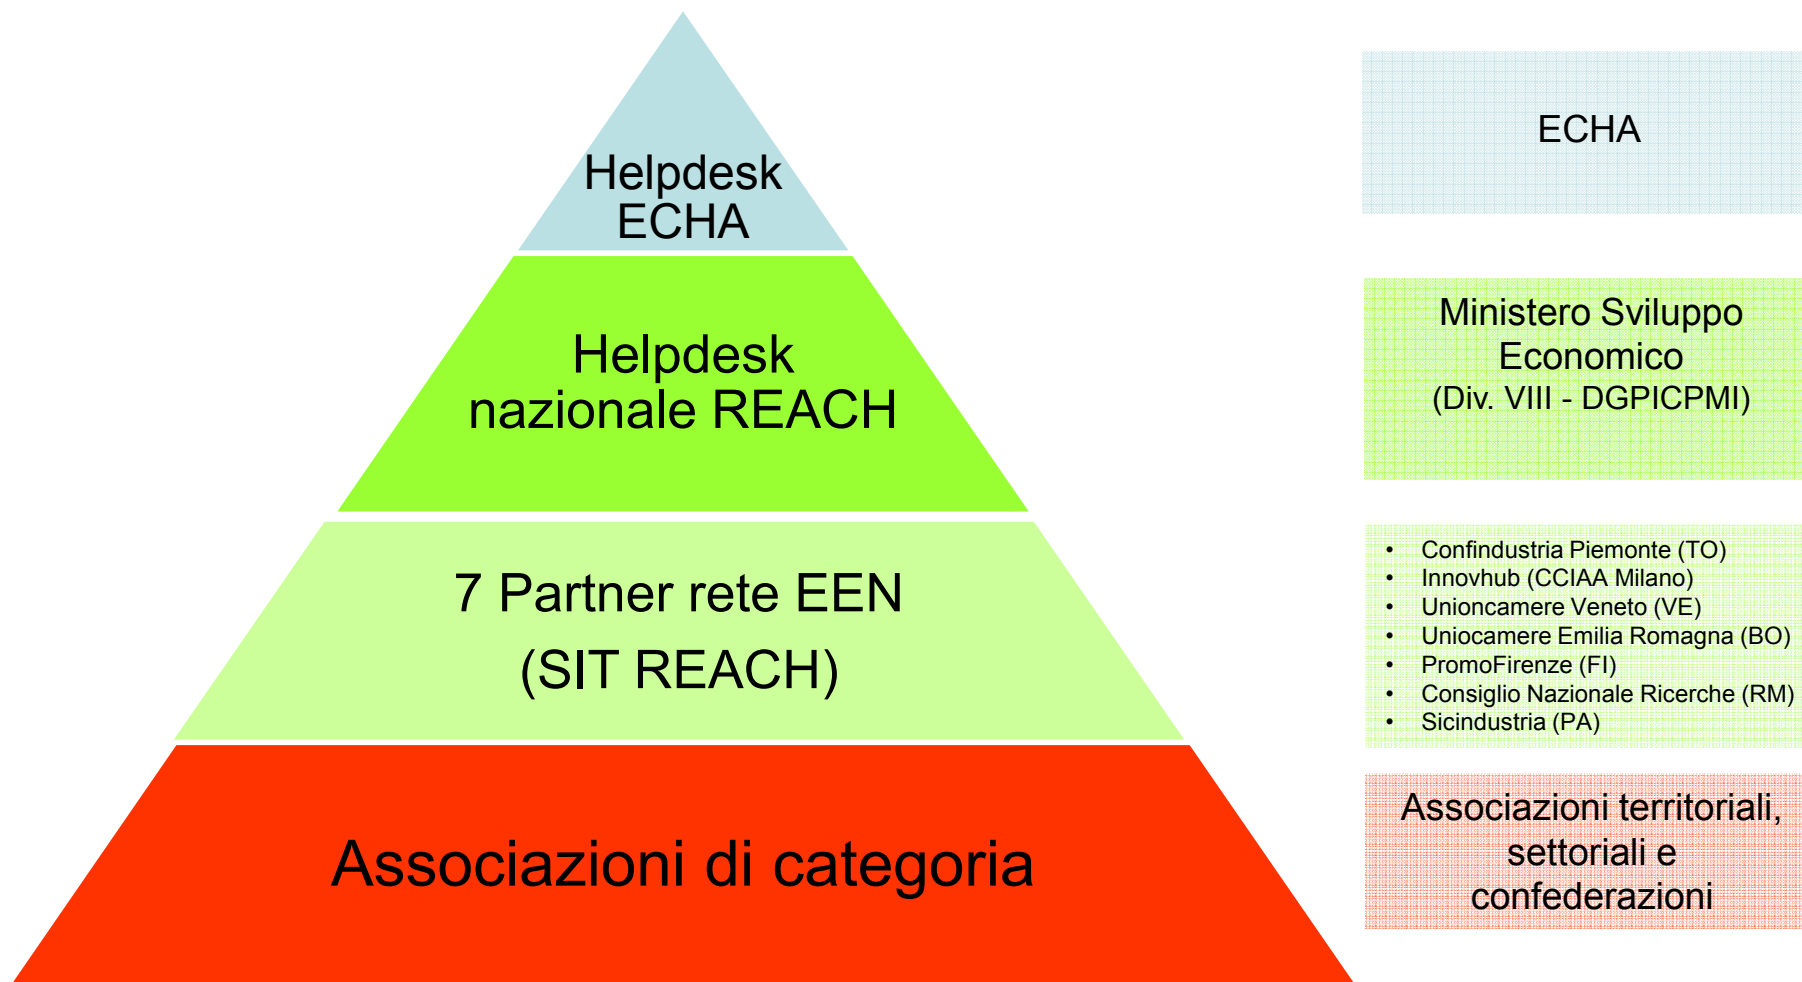 Helpdesk
ECHA
ECHA
Helpdesk
nazionale REACH
Ministero Sviluppo
Economico
(Div. VIII - DGPICPMI)
7 Partner rete EEN
(SIT REACH)
• Confindustria Piemonte (TO)
• Innovhub (CCIAA Milano)
• Unioncamere Veneto (VE)
• Uniocamere Emilia Romagna (BO)
• PromoFirenze (FI)
• Consiglio Nazionale Ricerche (RM)
• Sicindustria (PA)
Associazioni di categoria
Associazioni territoriali,
settoriali e
confederazioni